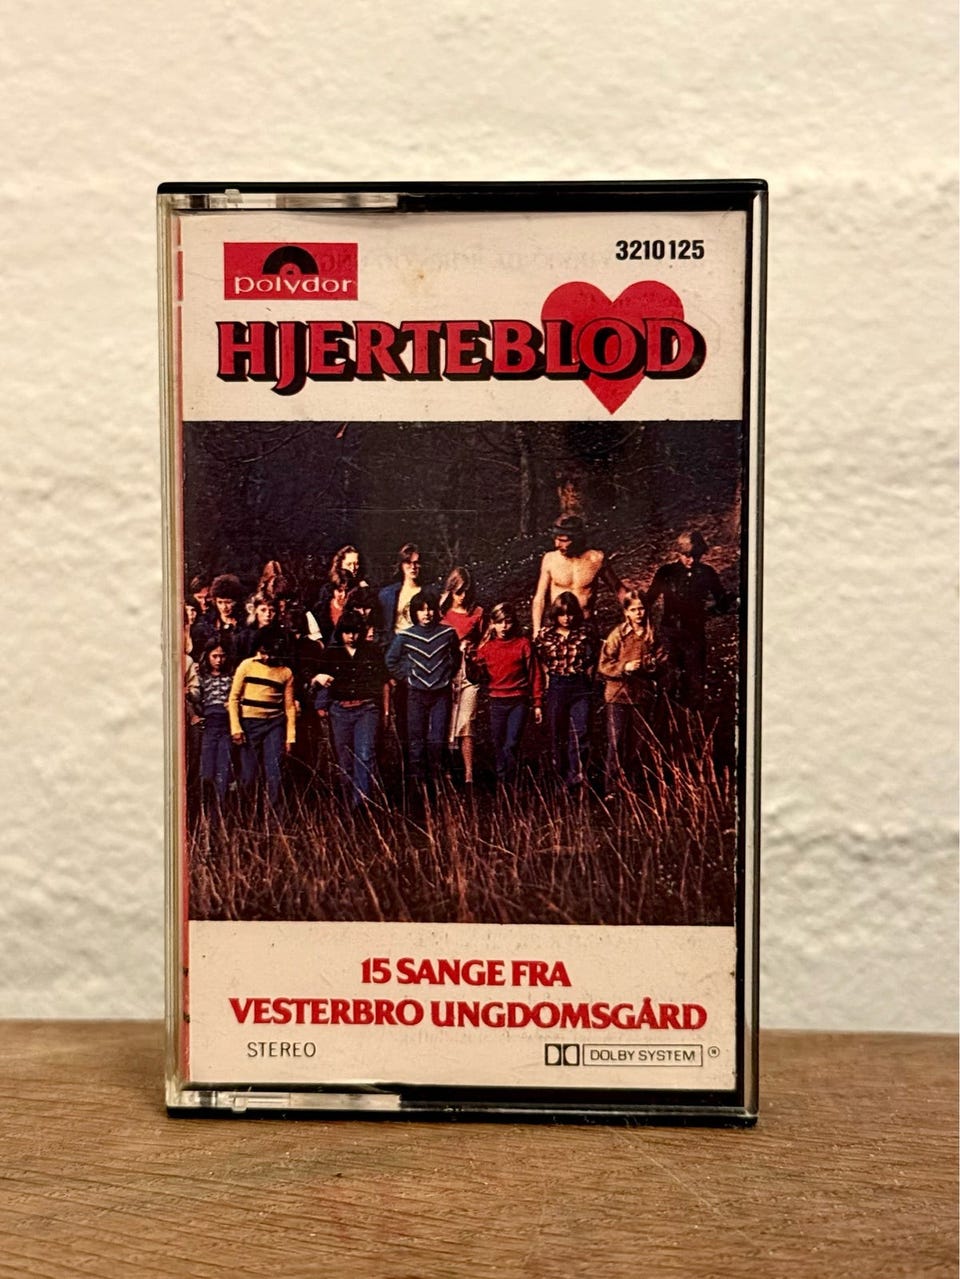 polydor
3210125
HJERTEBLOD
15 SANGE FRA
VESTERBRO UNGDOMSGÅRD
STEREO
DOLBY SYSTEM ®